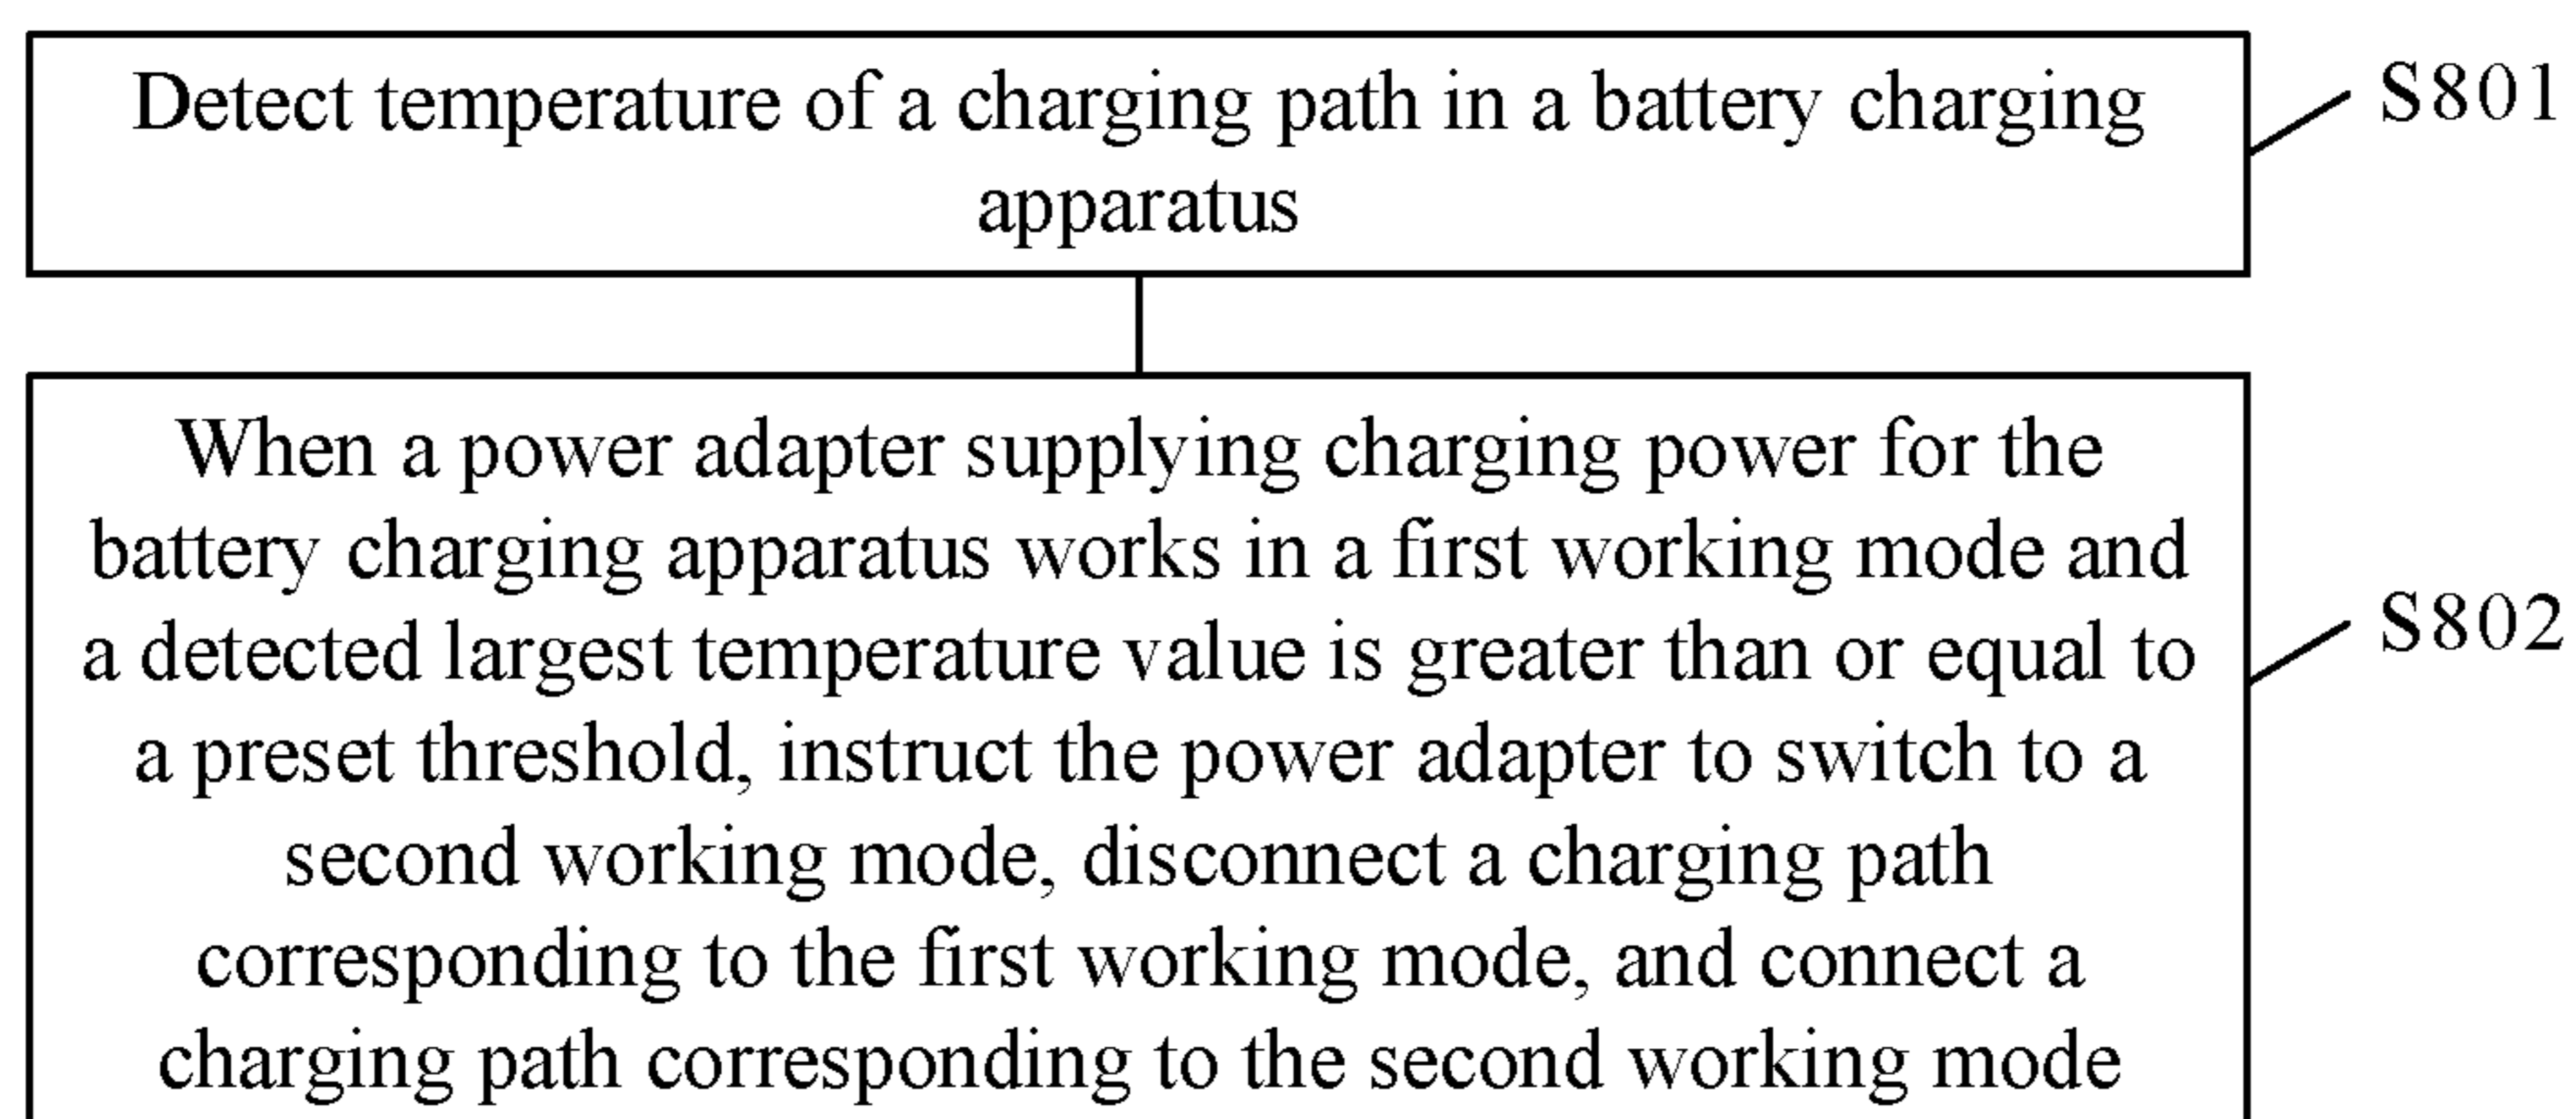 Detect temperature of a charging path in a battery charging
apparatus
S801
When a power adapter supplying charging power for the
battery charging apparatus works in a first working mode and
a detected largest temperature value is greater than or equal to
a preset threshold, instruct the power adapter to switch to a
second working mode, disconnect a charging path
corresponding to the first working mode, and connect a
charging path corresponding to the second working mode
S802